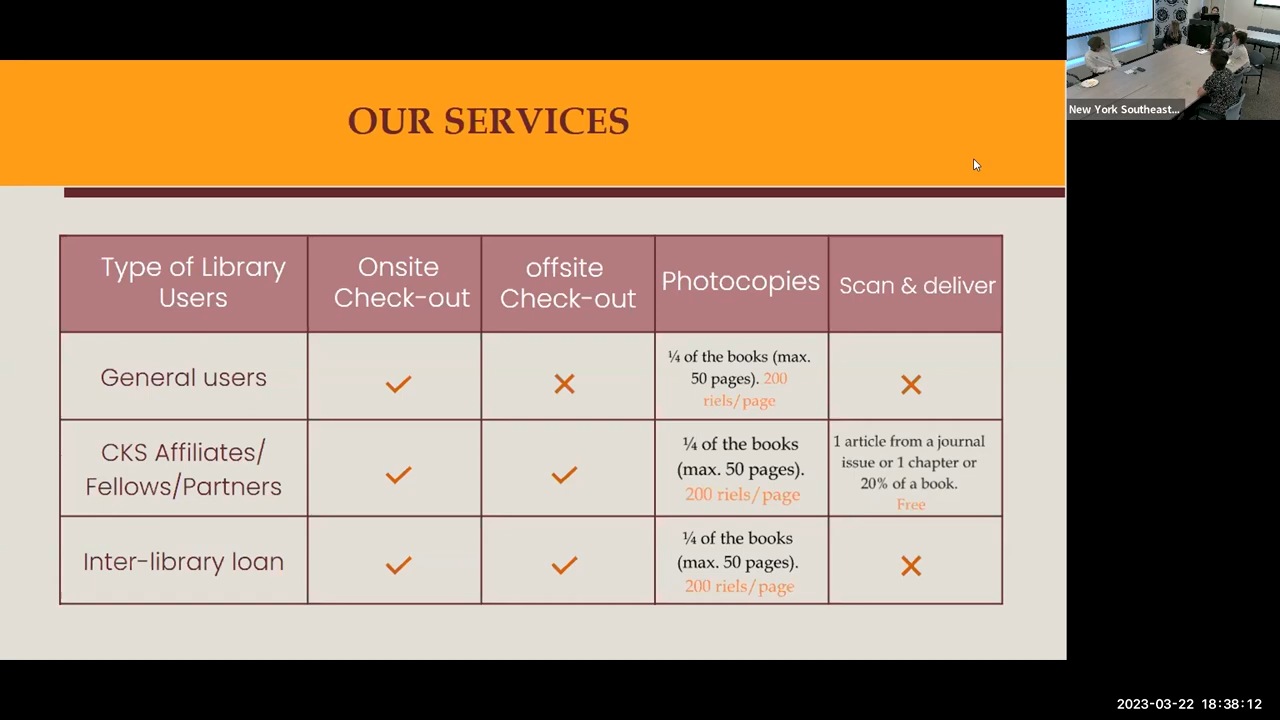 OUR SERVICES
New York Southeast...
Type of Library
Users
Onsite
Check-out
offsite
Check-out
Photocopies
Scan & deliver
General users
✓
✕
¼ of the books (max.
50 pages). 200
riels/page
✕
CKS Affiliates/
Fellows/Partners
✓
✓
¼ of the books
(max. 50 pages).
200 riels/page
1 article from a journal
issue or 1 chapter or
20% of a book.
Free
Inter-library loan
✓
✓
¼ of the books
(max. 50 pages).
200 riels/page
✕
2023-03-22 18:38:12